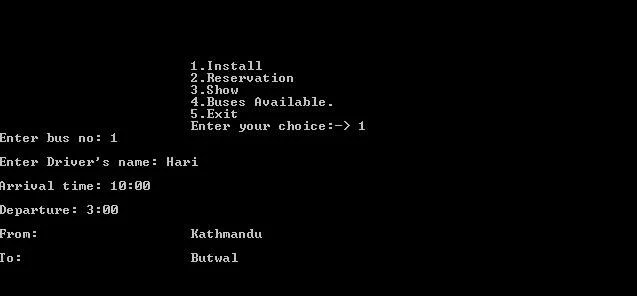 1.Install
2.Reservation
3.Show
4.Buses Available.
5.Exit
Enter your choice:-> 1
Enter bus no: 1
Enter Driver's name: Hari
Arrival time: 10:00
Departure: 3:00
From: Kathmandu
To: Butwal